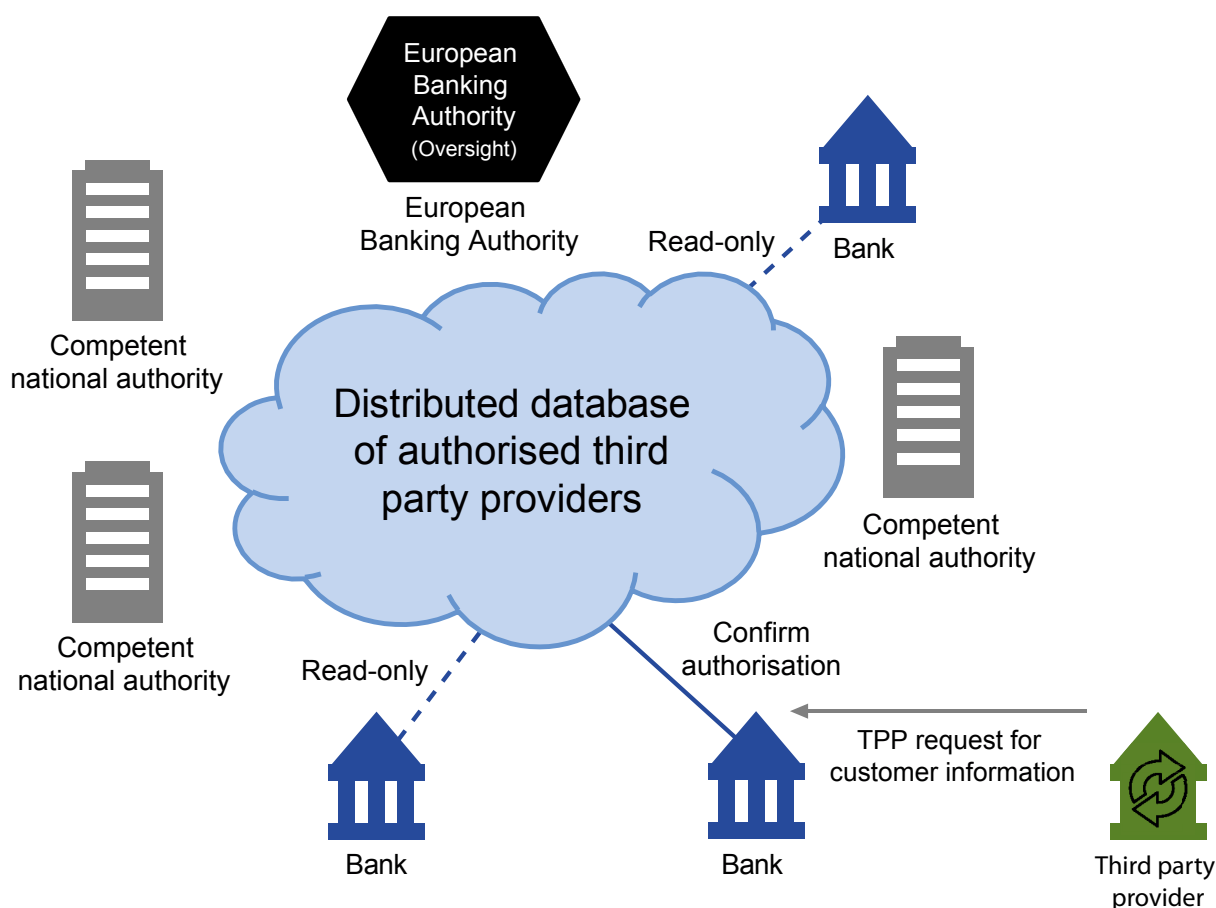 European
Banking
Authority
(Oversight)
European
Banking Authority
Read-only
Bank
Competent
national authority
Distributed database
of authorised third
party providers
Competent
national authority
Competent
national authority
Read-only
Confirm
authorisation
TPP request for
customer information
Bank
Bank
Third party
provider